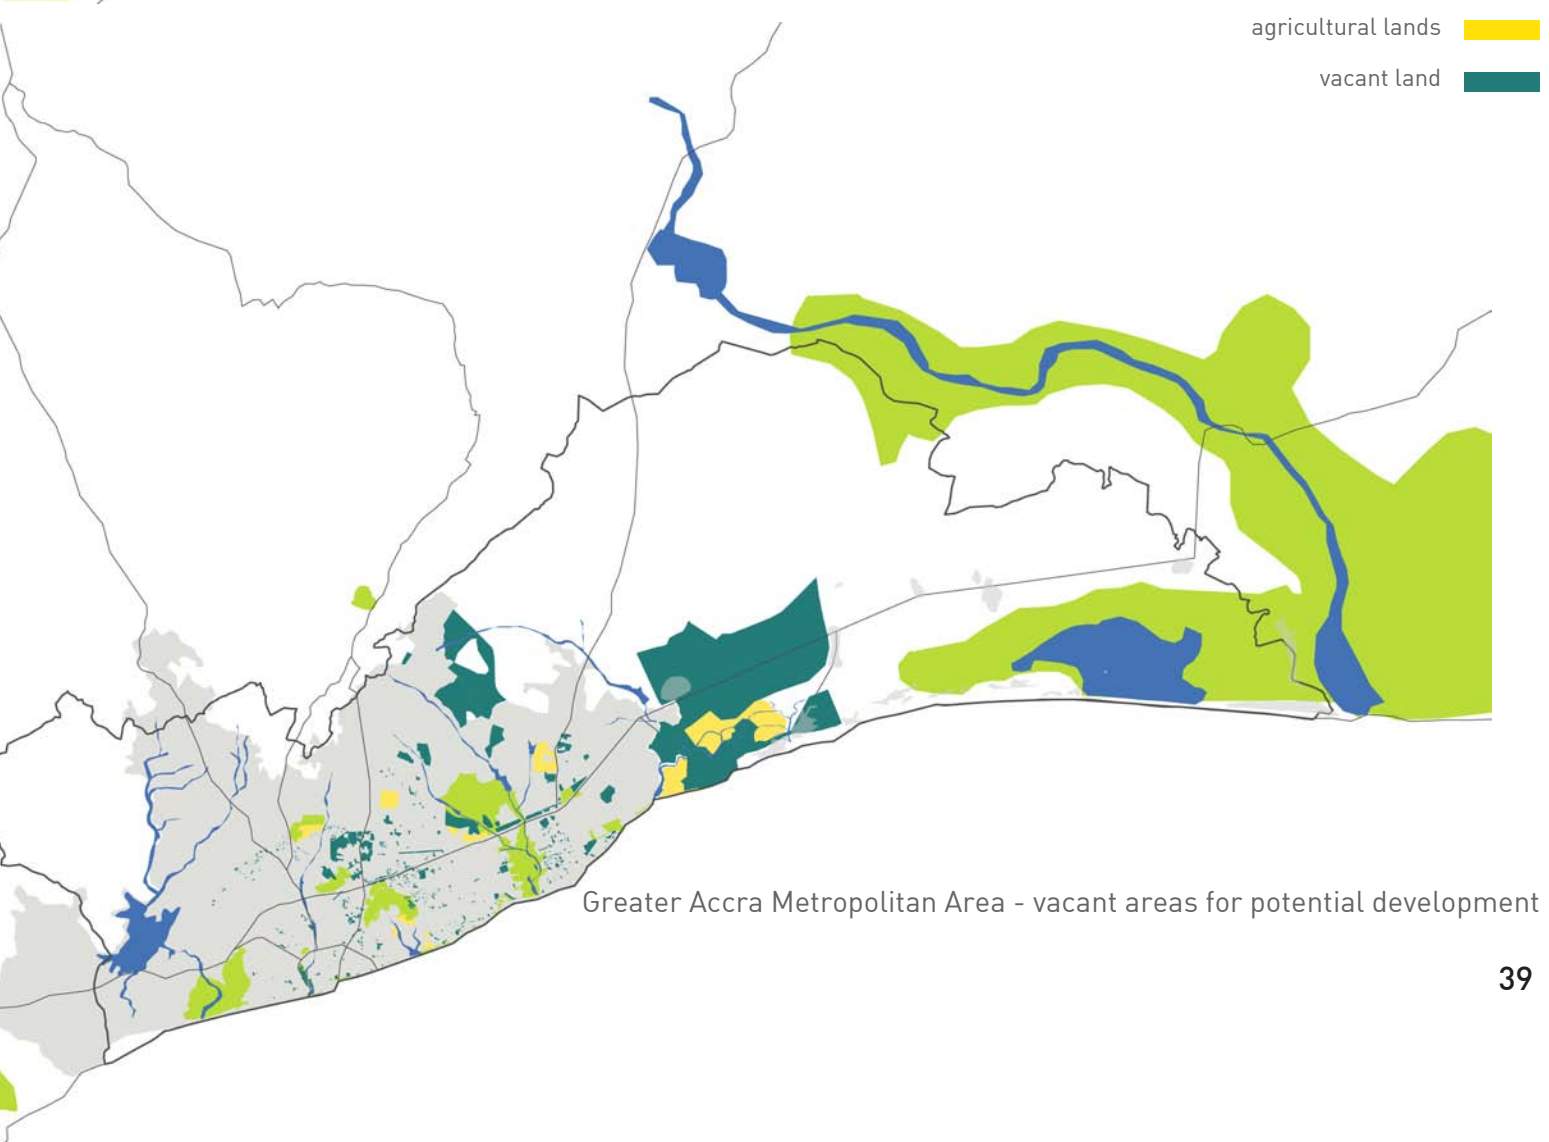 agricultural lands
vacant land
Greater Accra Metropolitan Area - vacant areas for potential development
39